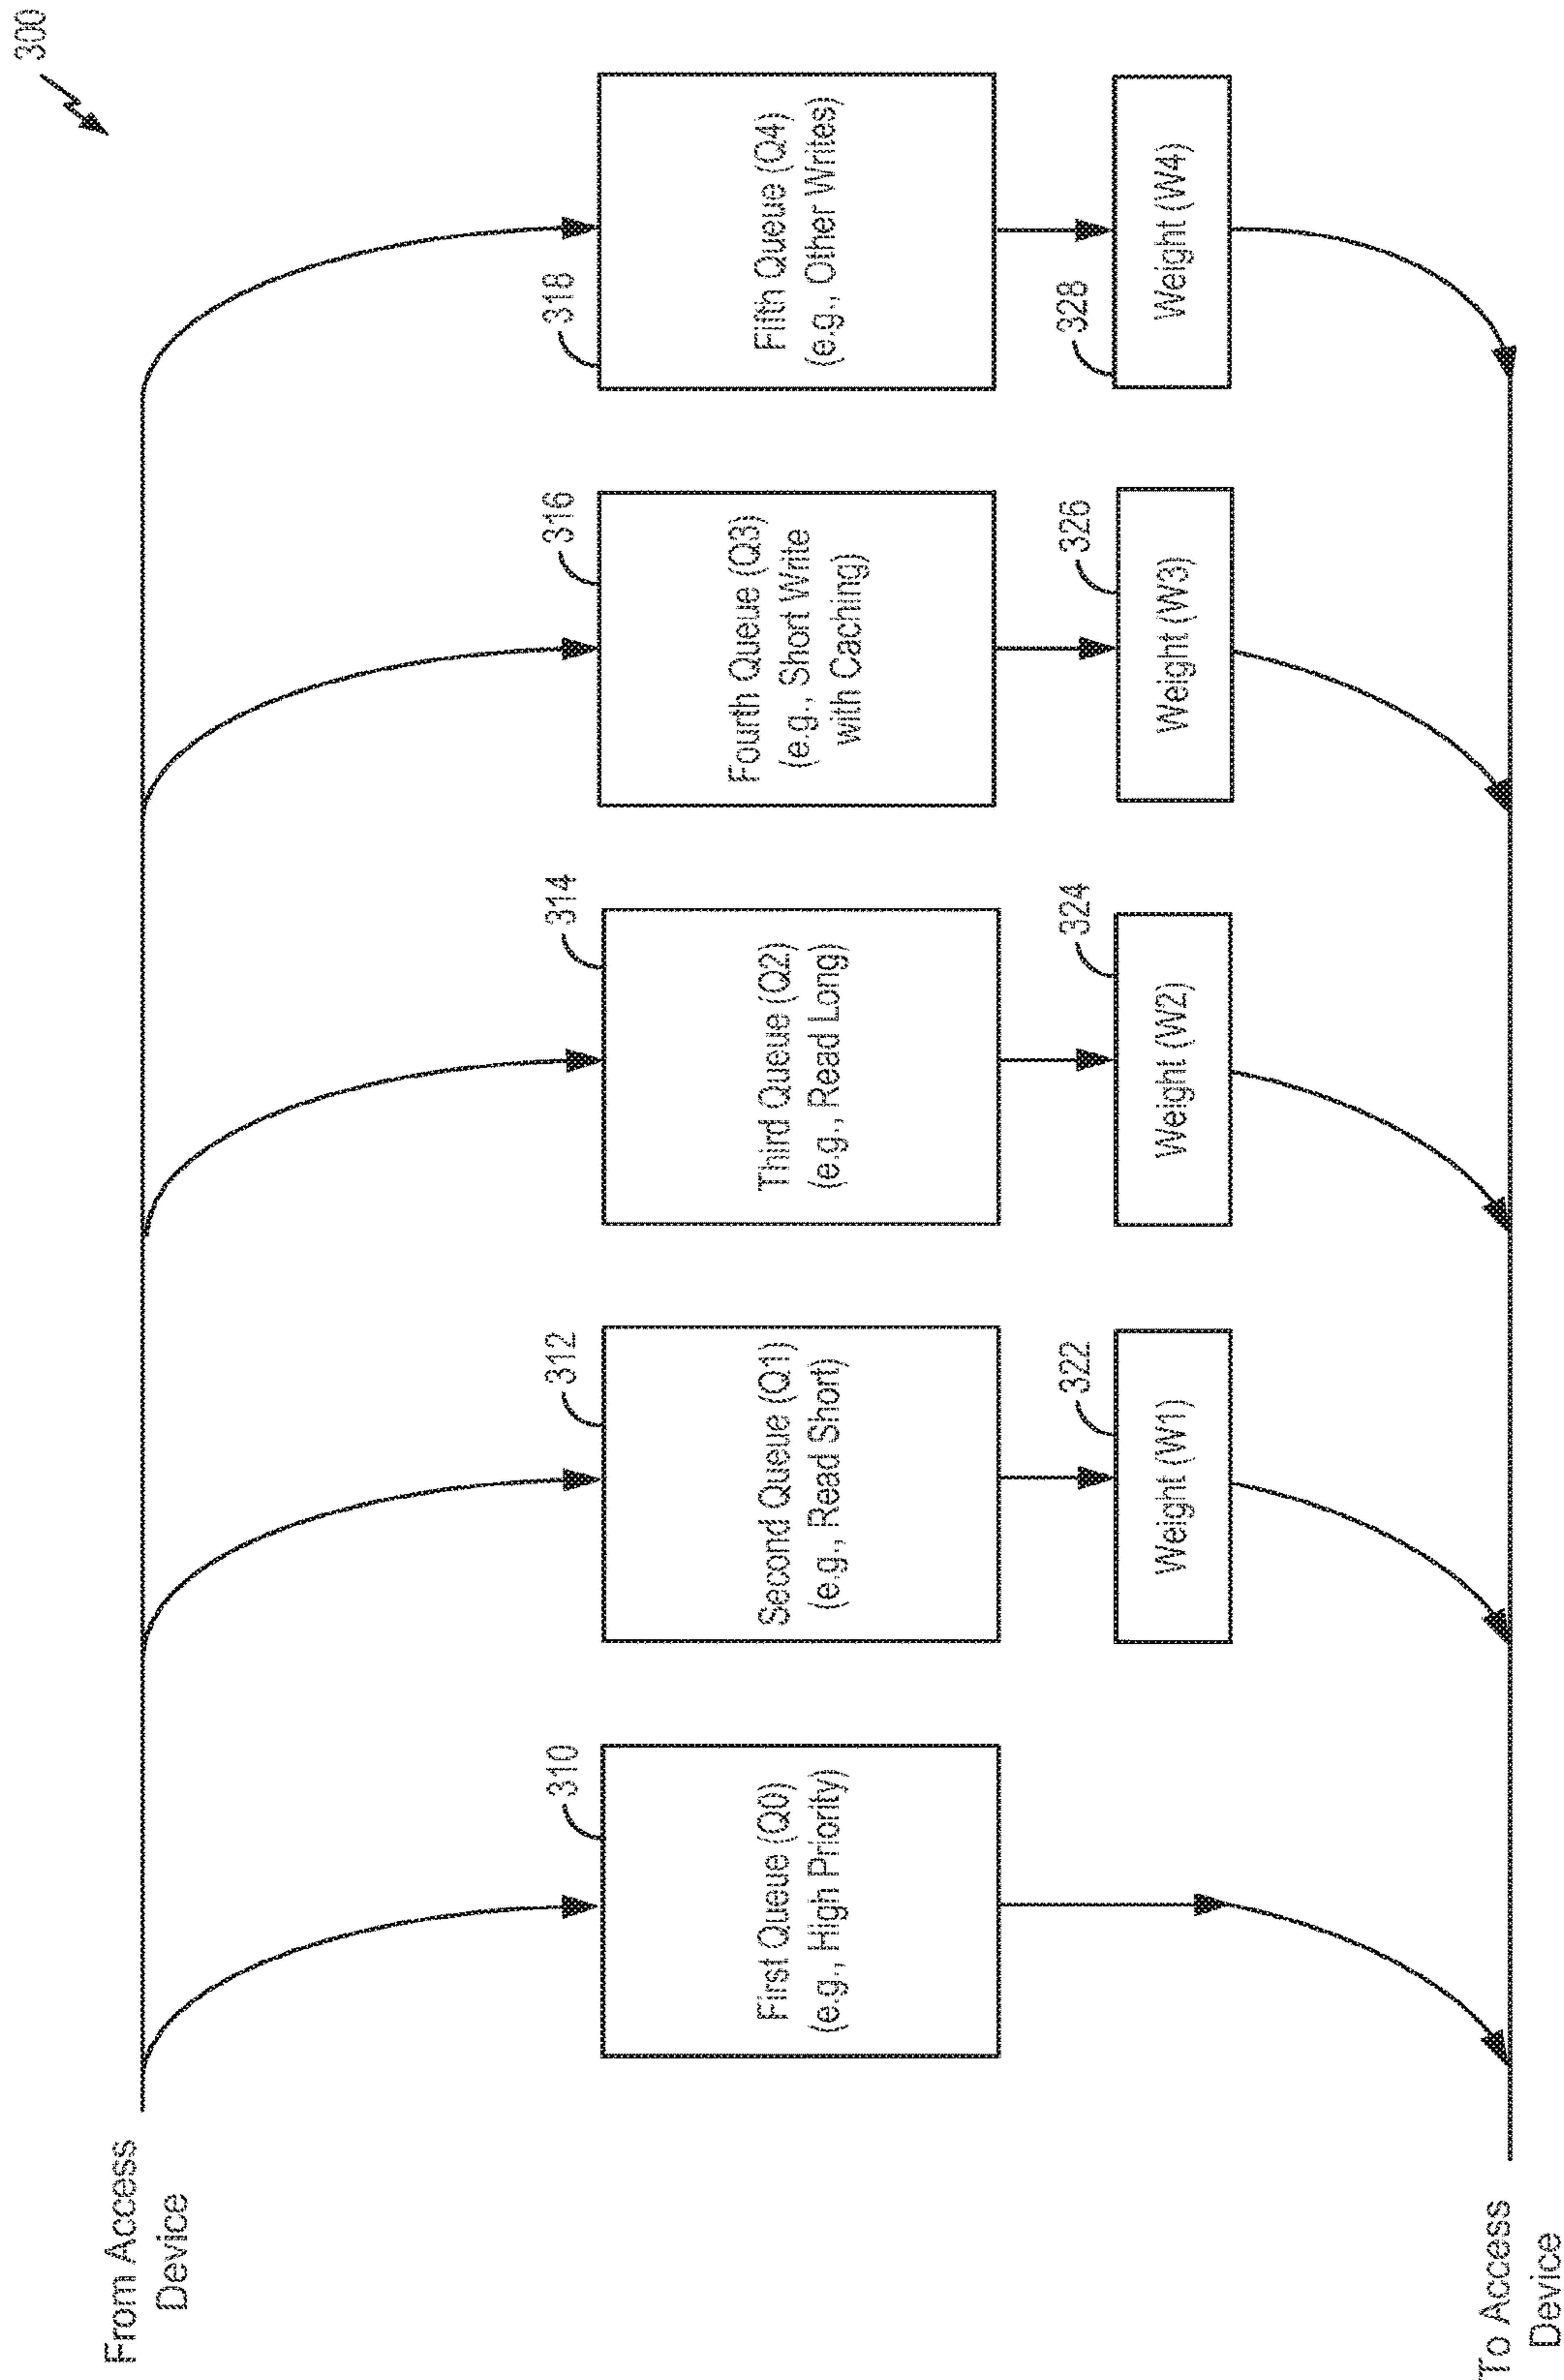 300
From Access
Device
310
First Queue (Q0)
(e.g., High Priority)
312
Second Queue (Q1)
(e.g., Read Short)
322
Weight (W1)
314
Third Queue (Q2)
(e.g., Read Long)
324
Weight (W2)
316
Fourth Queue (Q3)
(e.g., Short Write
with Caching)
326
Weight (W3)
318
Fifth Queue (Q4)
(e.g., Other Writes)
328
Weight (W4)
To Access
Device